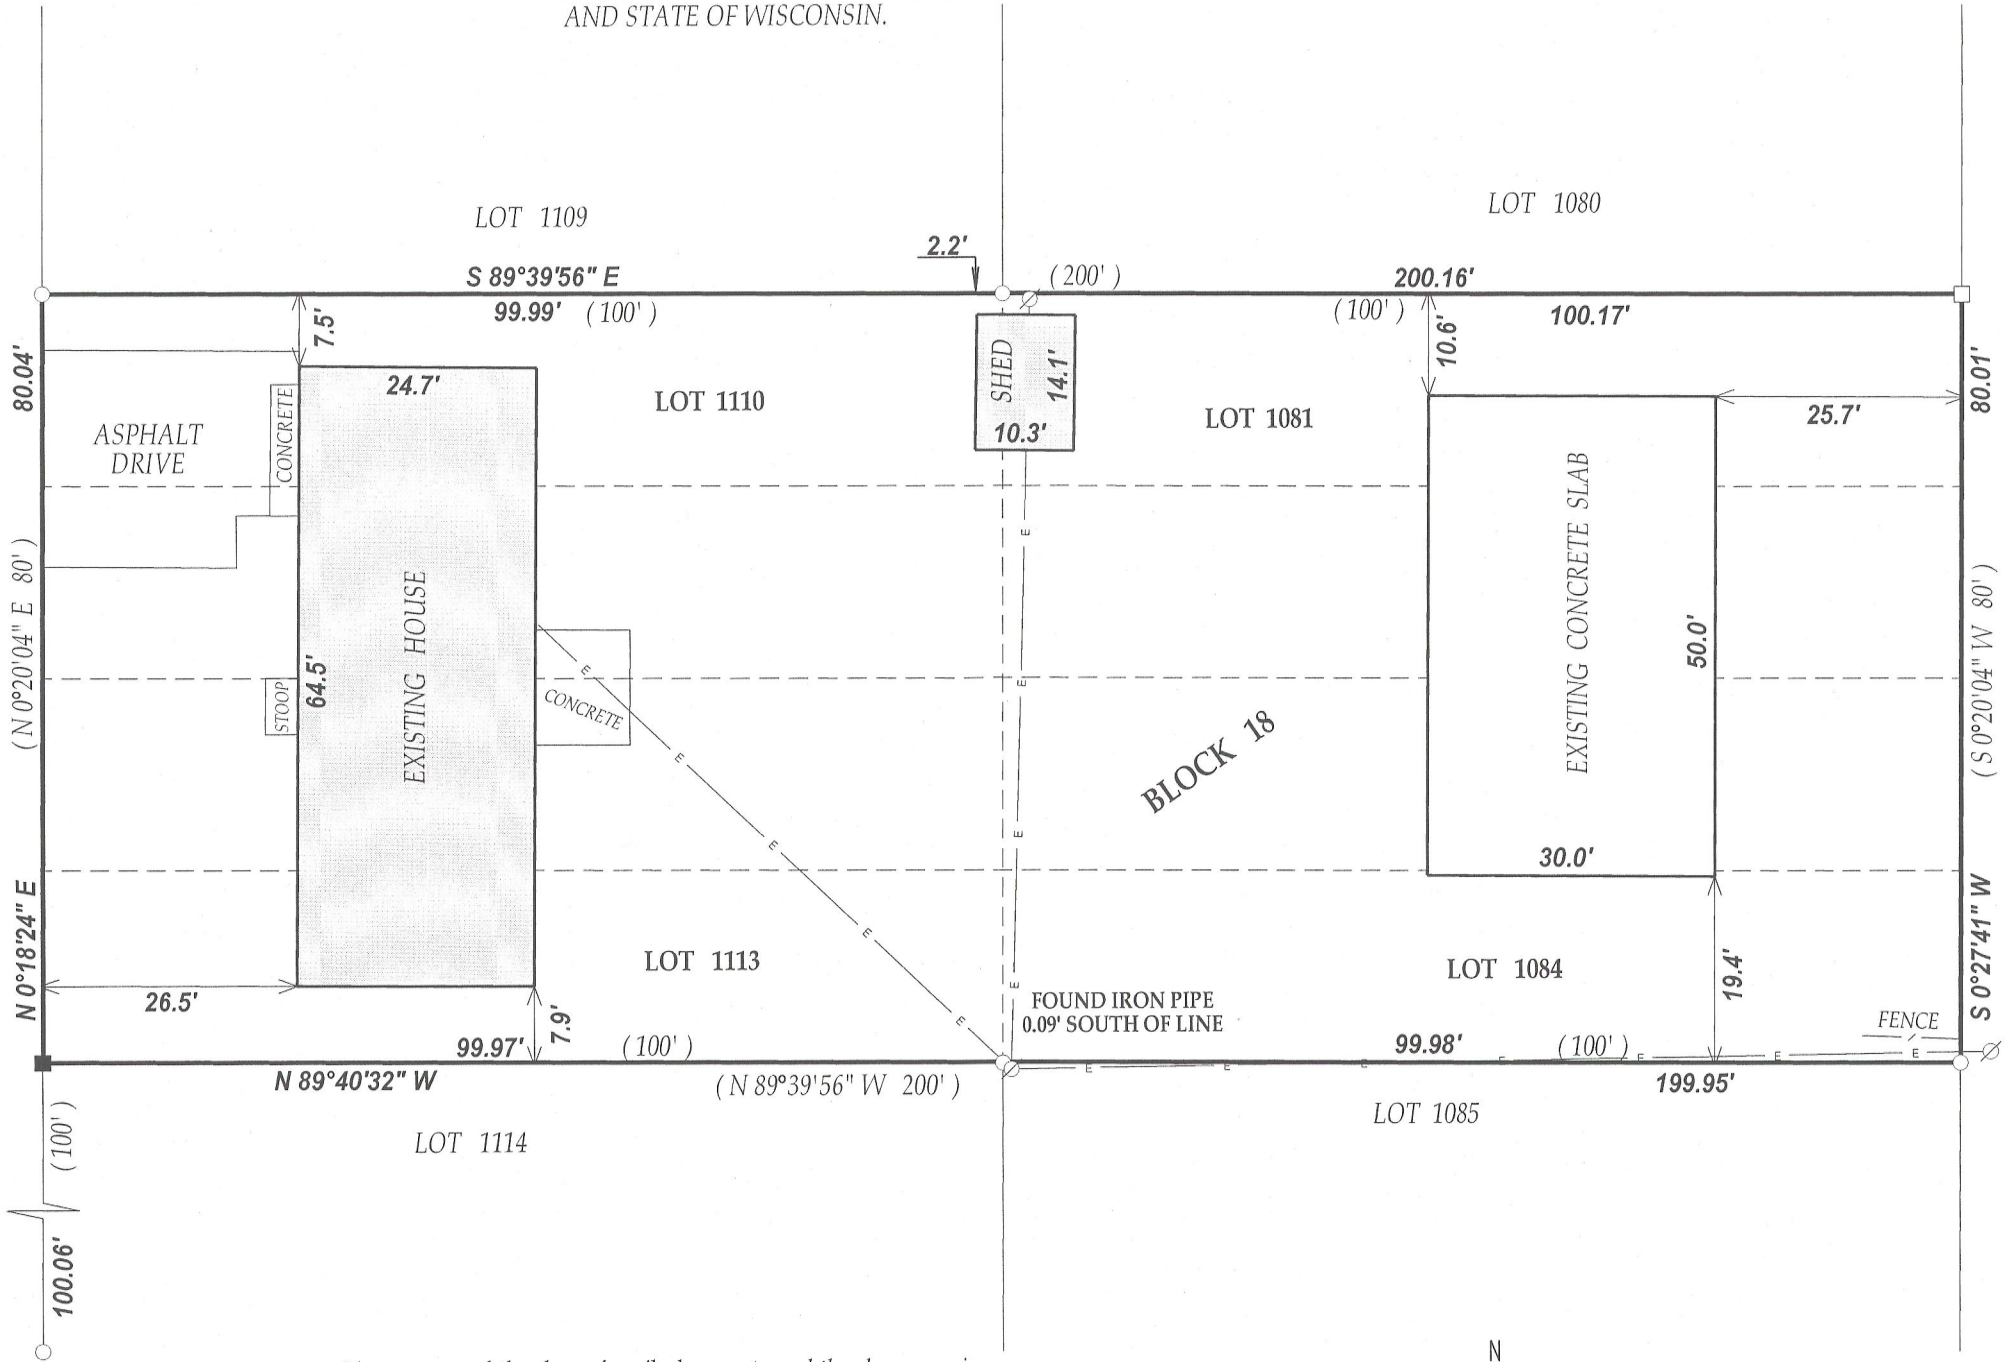 AND STATE OF WISCONSIN.
LOT 1109
LOT 1080
2.2'
S 89°39'56" E
(200')
200.16'
99.99' (100')
(100')
100.17'
7.5'
10.6'
80.04'
80.01'
24.7'
SHED
14.1'
10.3'
LOT 1110
LOT 1081
25.7'
ASPHALT
DRIVE
CONCRETE
EXISTING CONCRETE SLAB
E
(N 0°20'04" E 80')
(S 0°20'04" W 80')
EXISTING HOUSE
64.5'
STOOP
CONCRETE
E
E
E
50.0'
BLOCK 18
E
E
E
30.0'
N 0°18'24" E
S 0°27'41" W
E
LOT 1113
LOT 1084
19.4'
26.5'
7.9'
E
E
FOUND IRON PIPE
0.09' SOUTH OF LINE
FENCE
99.97'
(100')
99.98'
(100')
E
E
E
E
E
E
E
N 89°40'32" W
(N 89°39'56" W 200')
199.95'
LOT 1085
LOT 1114
(100')
100.06'
N